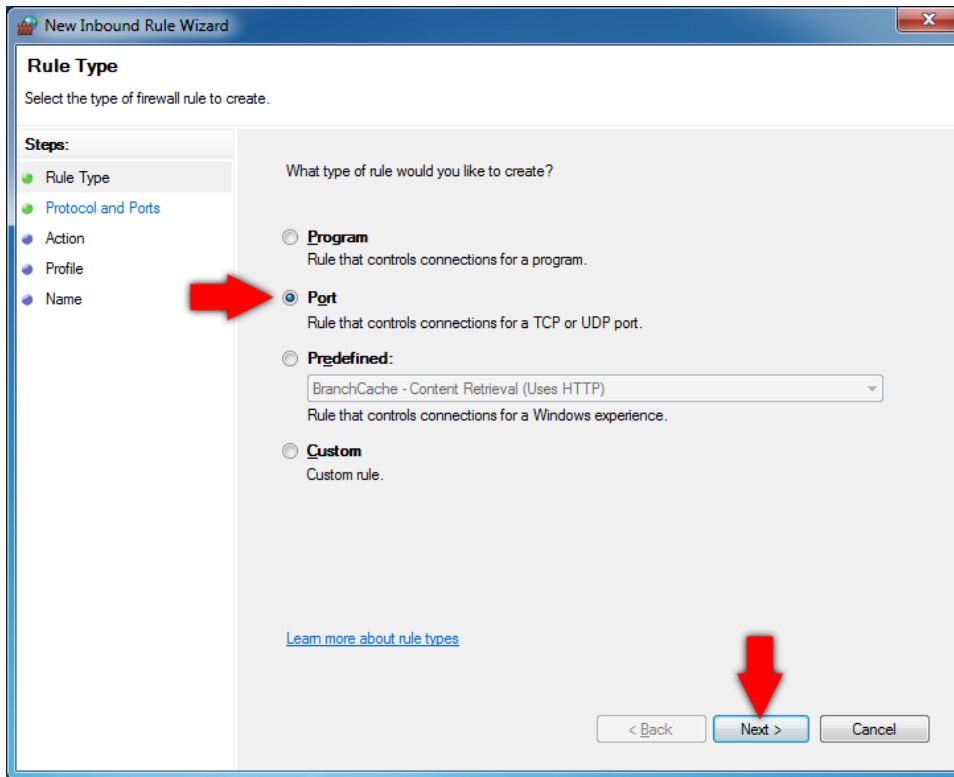 New Inbound Rule Wizard
Rule Type
Select the type of firewall rule to create.
Steps:
Rule Type
Protocol and Ports
Action
Profile
Name
What type of rule would you like to create?
Program
Rule that controls connections for a program.
Port
Rule that controls connections for a TCP or UDP port.
Predefined:
BranchCache - Content Retrieval (Uses HTTP)
Rule that controls connections for a Windows experience.
Custom
Custom rule.
Learn more about rule types
< Back Next > Cancel